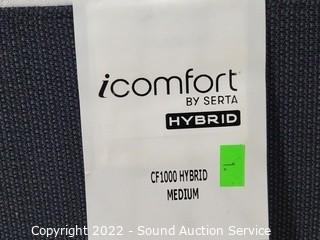 icomfort®
BY SERTA
HYBRID
CF1000 HYBRID
MEDIUM
Copyright 2022 - Sound Auction Service